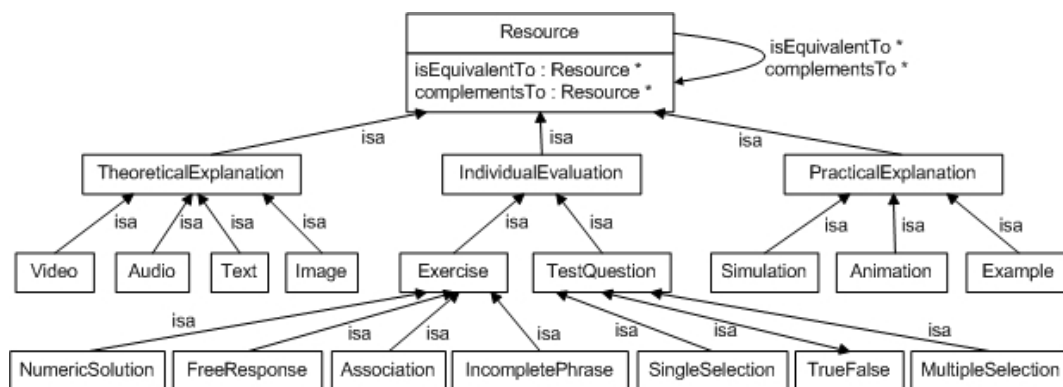 Resource
isEquivalentTo : Resource *
complementsTo : Resource *
isEquivalentTo *
complementsTo *
isa isa isa
TheoreticalExplanation IndividualEvaluation PracticalExplanation
isa isa isa isa isa isa isa isa isa
Video Audio Text Image Exercise TestQuestion Simulation Animation Example
isa isa isa isa isa isa isa
NumericSolution FreeResponse Association IncompletePhrase SingleSelection TrueFalse MultipleSelection